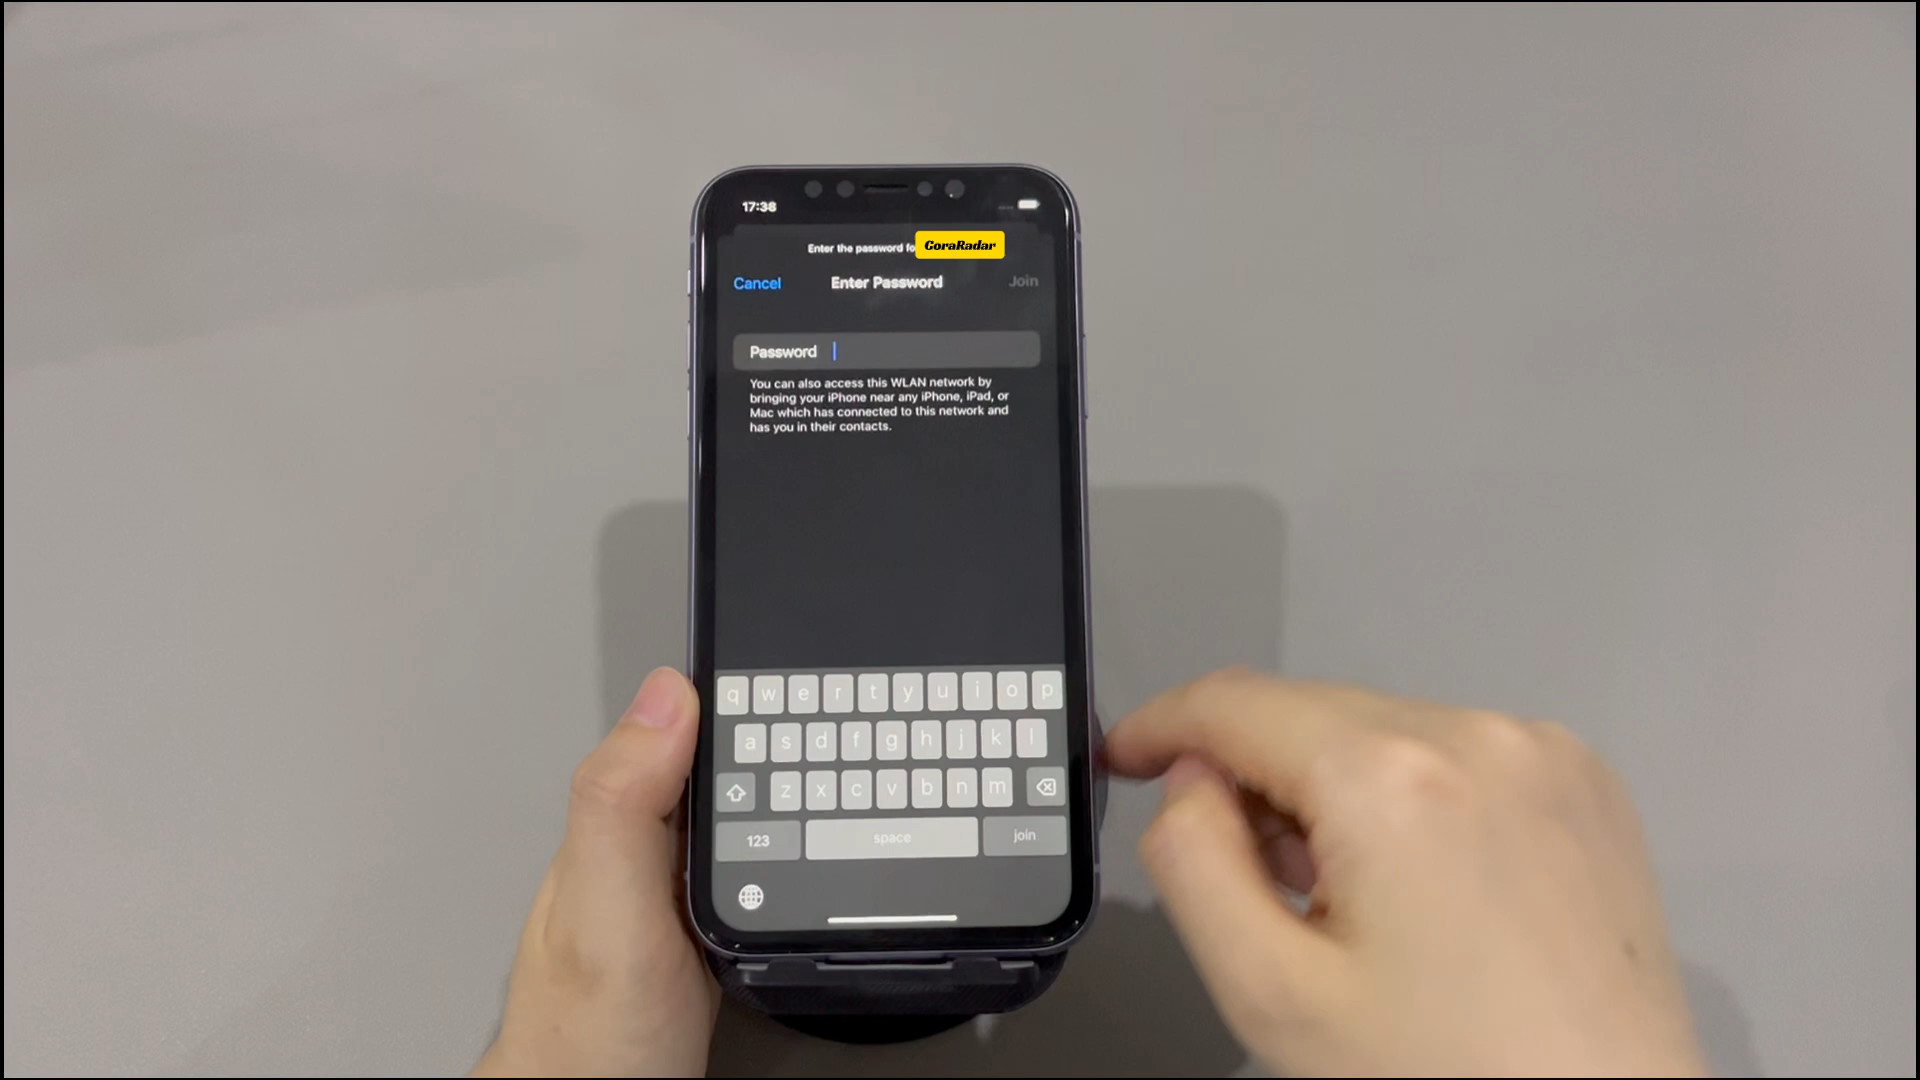 17:38
Enter the password fo
CoraRadar
Cancel Enter Password Join
Password
You can also access this WLAN network by
bringing your iPhone near any iPhone, iPad, or
Mac which has connected to this network and
has you in their contacts.
q w e r t y u i o p
a s d f g h j k l
z x c v b n m
123 space join